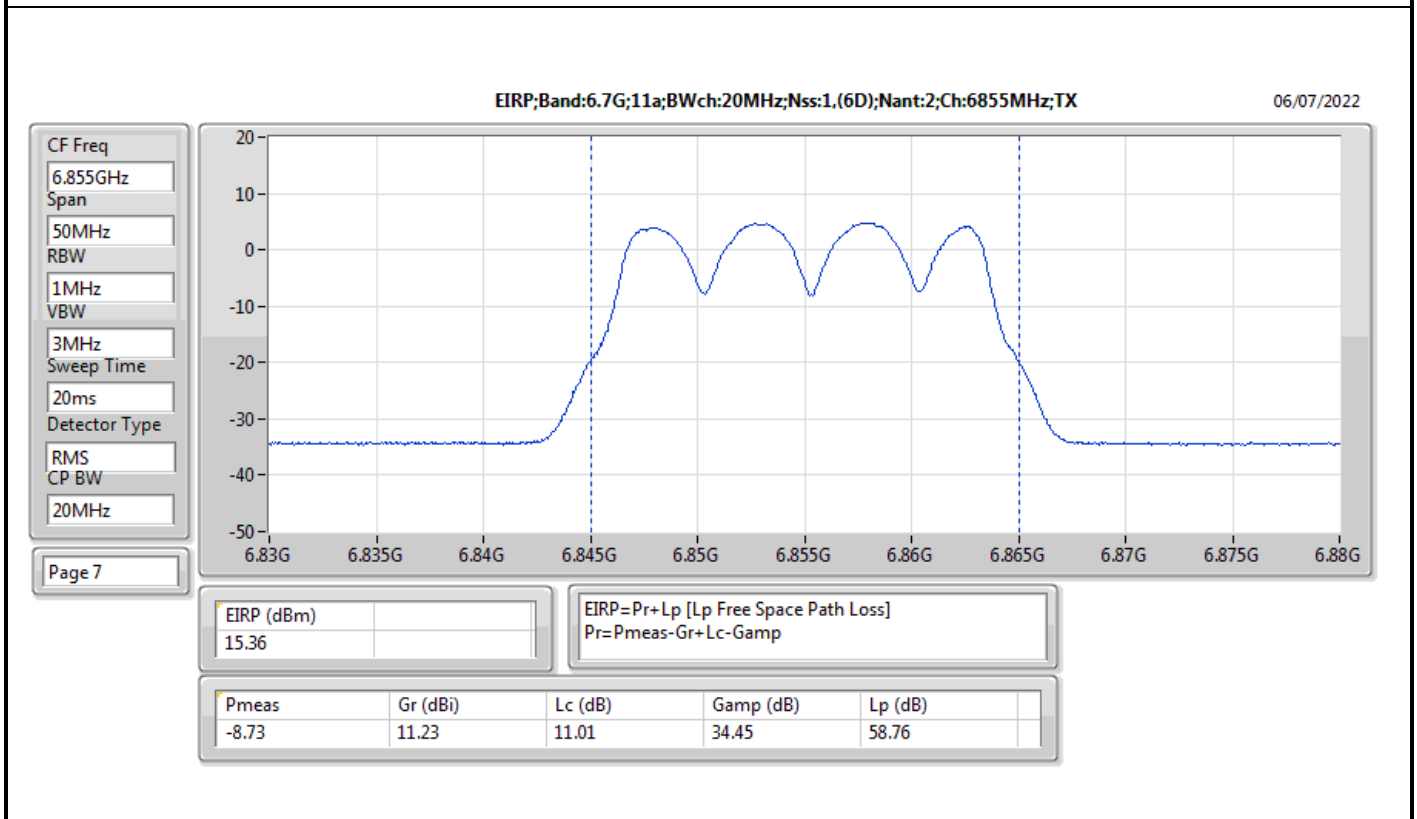 EIRP;Band:6.7G;11a;BWch:20MHz;Nss:1,(6D);Nant:2;Ch:6855MHz;TX
06/07/2022
CF Freq
6.855GHz
Span
50MHz
RBW
1MHz
VBW
3MHz
Sweep Time
20ms
Detector Type
RMS
CP BW
20MHz
Page 7
20
10
0
-10
-20
-30
-40
-50
6.83G 6.835G 6.84G 6.845G 6.85G 6.855G 6.86G 6.865G 6.87G 6.875G 6.88G
EIRP (dBm)
15.36
EIRP=Pr+Lp [Lp Free Space Path Loss]
Pr=Pmeas-Gr+Lc-Gamp
Pmeas Gr (dBi) Lc (dB) Gamp (dB) Lp (dB)
-8.73 11.23 11.01 34.45 58.76